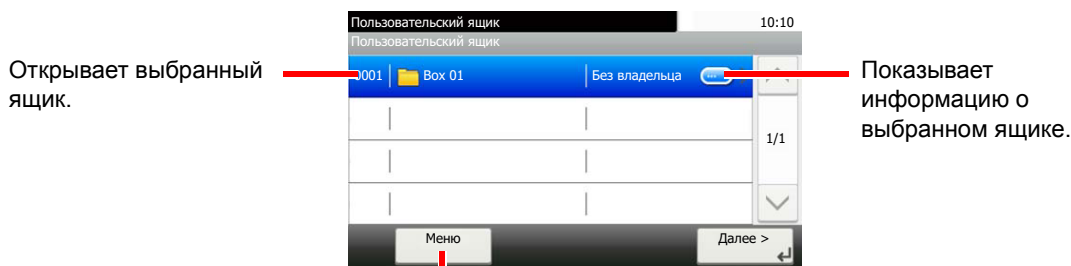 Пользовательский ящик 10:10
Пользовательский ящик
Открывает выбранный
ящик.
0001 Box 01 Без владельца ...
Показывает
информацию о
выбранном ящике.
1/1
Меню Далее >